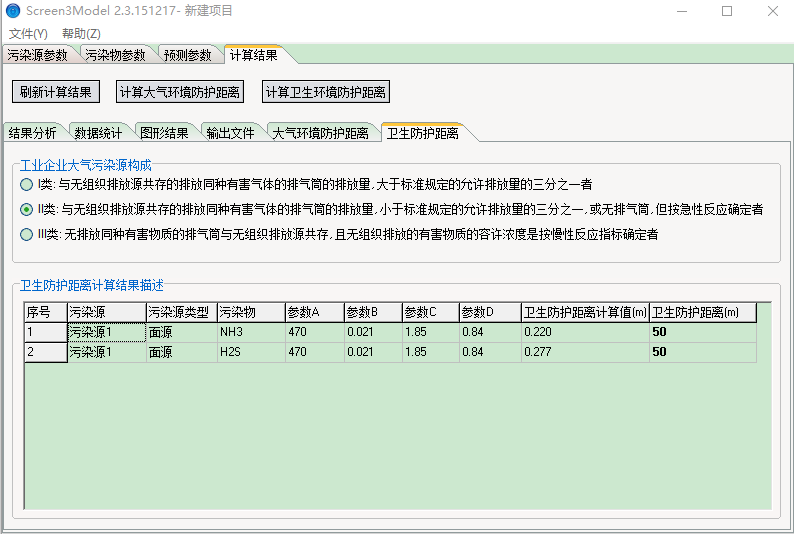 Screen3Model 2.3.151217- 新建项目
文件(Y) 帮助(Z)
污染源参数 污染物参数 预测参数 计算结果
刷新计算结果 计算大气环境防护距离 计算卫生环境防护距离
结果分析 数据统计 图形结果 输出文件 大气环境防护距离 卫生防护距离
工业企业大气污染源构成
I类: 与无组织排放源共存的排放同种有害气体的排气筒的排放量, 大于标准规定的允许排放量的三分之一者
II类: 与无组织排放源共存的排放同种有害气体的排气筒的排放量, 小于标准规定的允许排放量的三分之一, 或无排气筒, 但按急性反应确定者
III类: 无排放同种有害物质的排气筒与无组织排放源共存, 且无组织排放的有害物质的容许浓度是按慢性反应指标确定者
卫生防护距离计算结果描述
序号 污染源 污染源类型 污染物 参数A 参数B 参数C 参数D 卫生防护距离计算值(m) 卫生防护距离(m)
1 污染源1 面源 NH3 470 0.021 1.85 0.84 0.220 50
2 污染源1 面源 H2S 470 0.021 1.85 0.84 0.277 50